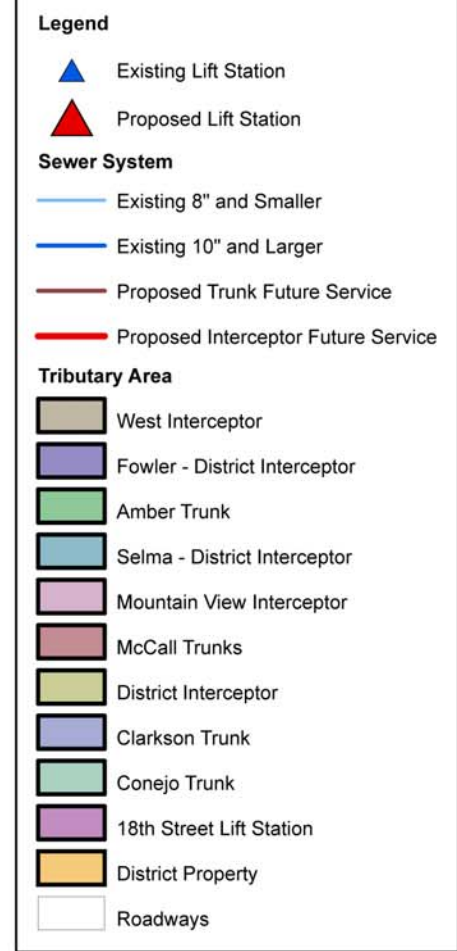 Legend
Existing Lift Station
Proposed Lift Station
Sewer System
Existing 8" and Smaller
Existing 10" and Larger
Proposed Trunk Future Service
Proposed Interceptor Future Service
Tributary Area
West Interceptor
Fowler - District Interceptor
Amber Trunk
Selma - District Interceptor
Mountain View Interceptor
McCall Trunks
District Interceptor
Clarkson Trunk
Conejo Trunk
18th Street Lift Station
District Property
Roadways